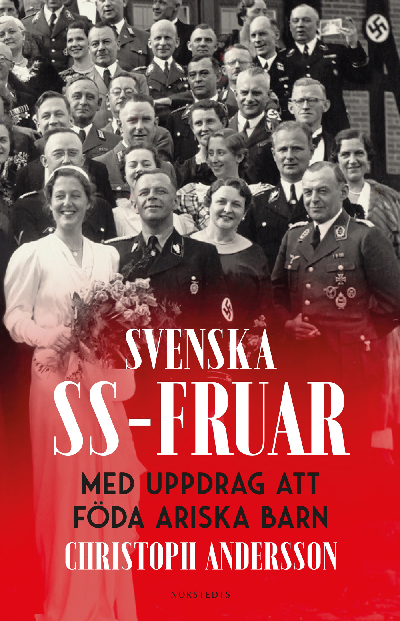 SVENSKA
SS-FRUAR
MED UPPDRAG ATT
FÖDA ARISKA BARN
CHRISTOPH ANDERSSON
NORSTEDTS